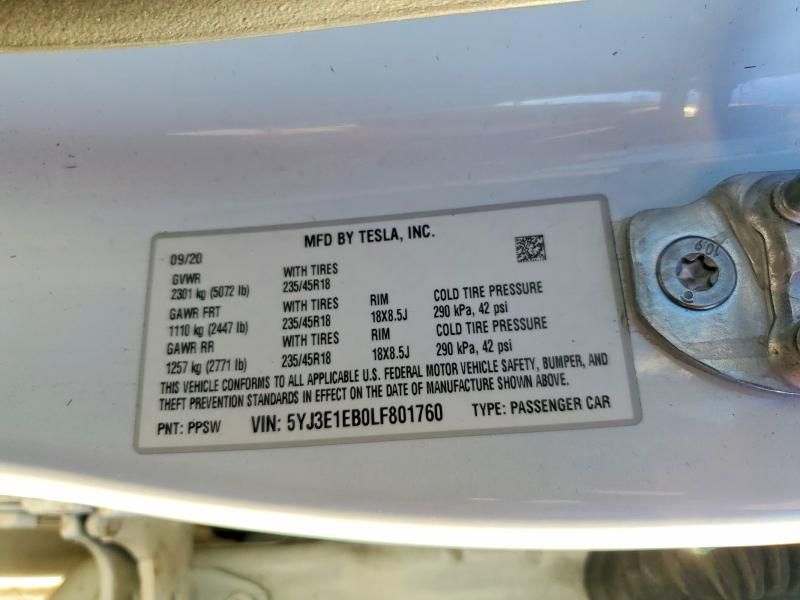 MFD BY TESLA, INC.
09/20
GVWR WITH TIRES
2301 kg (5072 lb) 235/45R18
GAWR FRT WITH TIRES RIM COLD TIRE PRESSURE
1110 kg (2447 lb) 235/45R18 18X8.5J 290 kPa, 42 psi
GAWR RR WITH TIRES RIM COLD TIRE PRESSURE
1257 kg (2771 lb) 235/45R18 18X8.5J 290 kPa, 42 psi
THIS VEHICLE CONFORMS TO ALL APPLICABLE U.S. FEDERAL MOTOR VEHICLE SAFETY, BUMPER, AND
THEFT PREVENTION STANDARDS IN EFFECT ON THE DATE OF MANUFACTURE SHOWN ABOVE.
PNT: PPSW VIN: 5YJ3E1EB0LF801760 TYPE: PASSENGER CAR
10.9